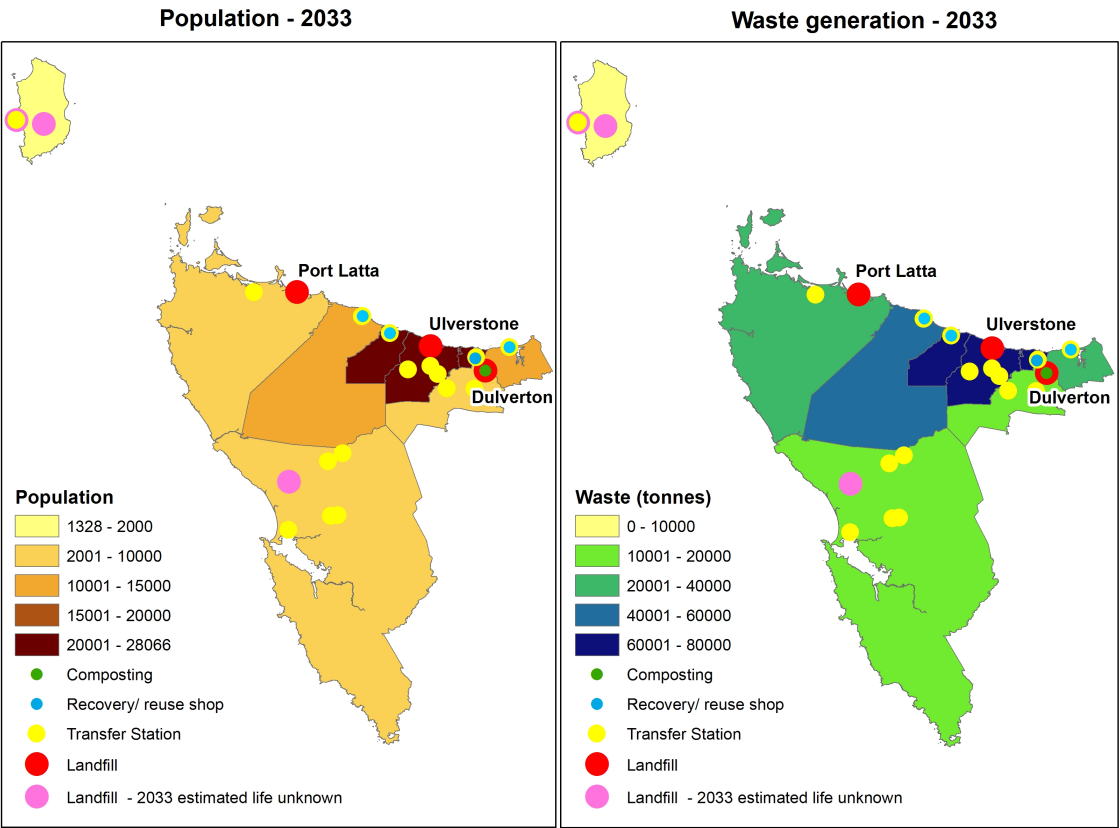 Population - 2033
Port Latta
Ulverstone
Dulverton
Population
1328 - 2000
2001 - 10000
10001 - 15000
15001 - 20000
20001 - 28066
Composting
Recovery/ reuse shop
Transfer Station
Landfill
Landfill - 2033 estimated life unknown
Waste generation - 2033
Port Latta
Ulverstone
Dulverton
Waste (tonnes)
0 - 10000
10001 - 20000
20001 - 40000
40001 - 60000
60001 - 80000
Composting
Recovery/ reuse shop
Transfer Station
Landfill
Landfill - 2033 estimated life unknown